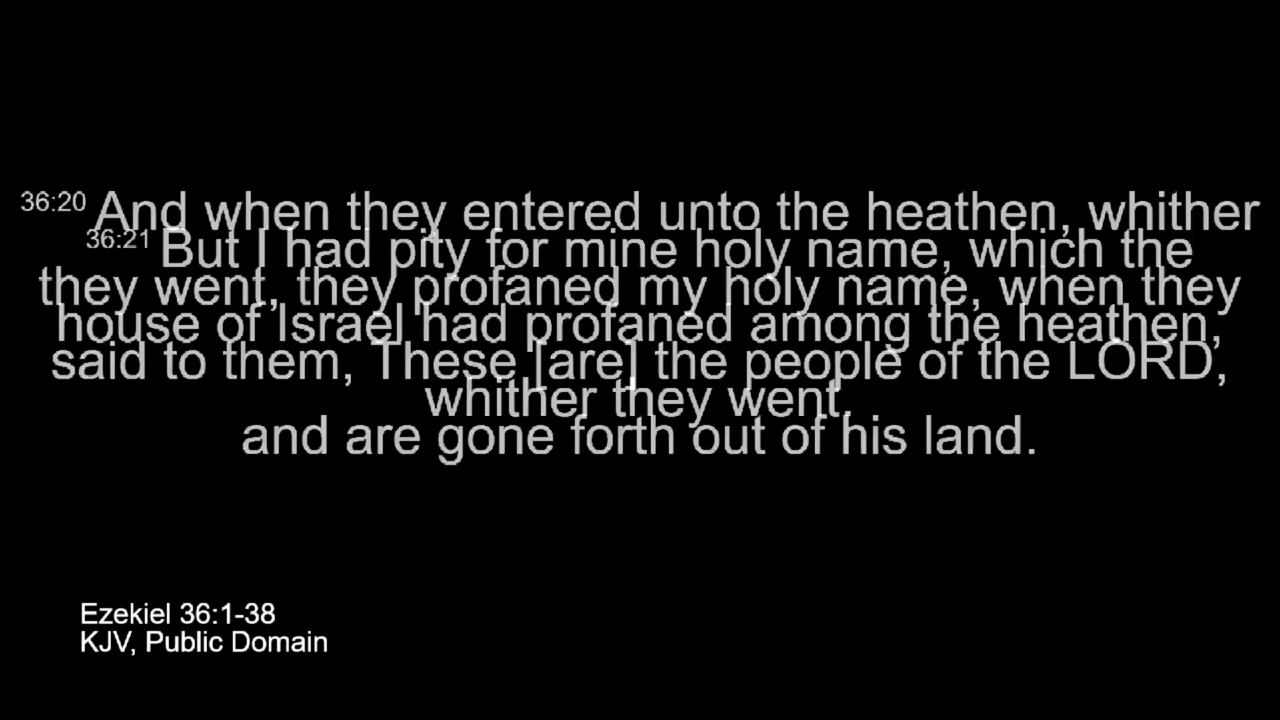 36:20 And when they entered unto the heathen, whither
they went, they profaned my holy name, when they
said to them, These [are] the people of the LORD,
and are gone forth out of his land.
36:21 But I had pity for mine holy name, which the
house of Israel had profaned among the heathen,
whither they went.
Ezekiel 36:1-38
KJV, Public Domain